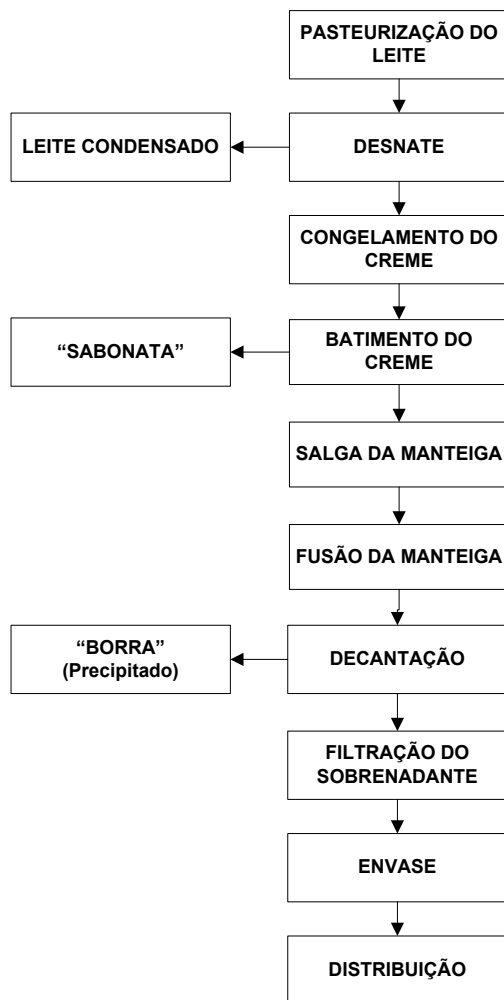 PASTEURIZAÇÃO DO
LEITE
LEITE CONDENSADO
DESNATE
CONGELAMENTO DO
CREME
“SABONATA”
BATIMENTO DO
CREME
SALGA DA MANTEIGA
FUSÃO DA MANTEIGA
“BORRA”
(Precipitado)
DECANTAÇÃO
FILTRAÇÃO DO
SOBRENADANTE
ENVASE
DISTRIBUIÇÃO